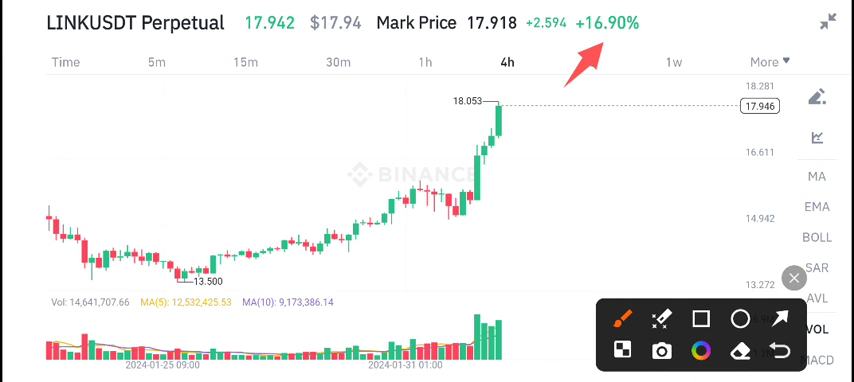 LINKUSDT Perpetual 17.942 $17.94 Mark Price 17.918 +2.594 +16.90%
Time 5m 15m 30m 1h 4h 1w More
18.281
18.053
17.946
16.611
BINANCE
MA
EMA
14.942
BOLL
SAR
13.500
13.272
AVL
Vol: 14,641,707.66 MA(5): 12,532,425.53 MA(10): 9,173,386.14
VOL
MACD
2024-01-25 09:00 2024-01-31 01:00